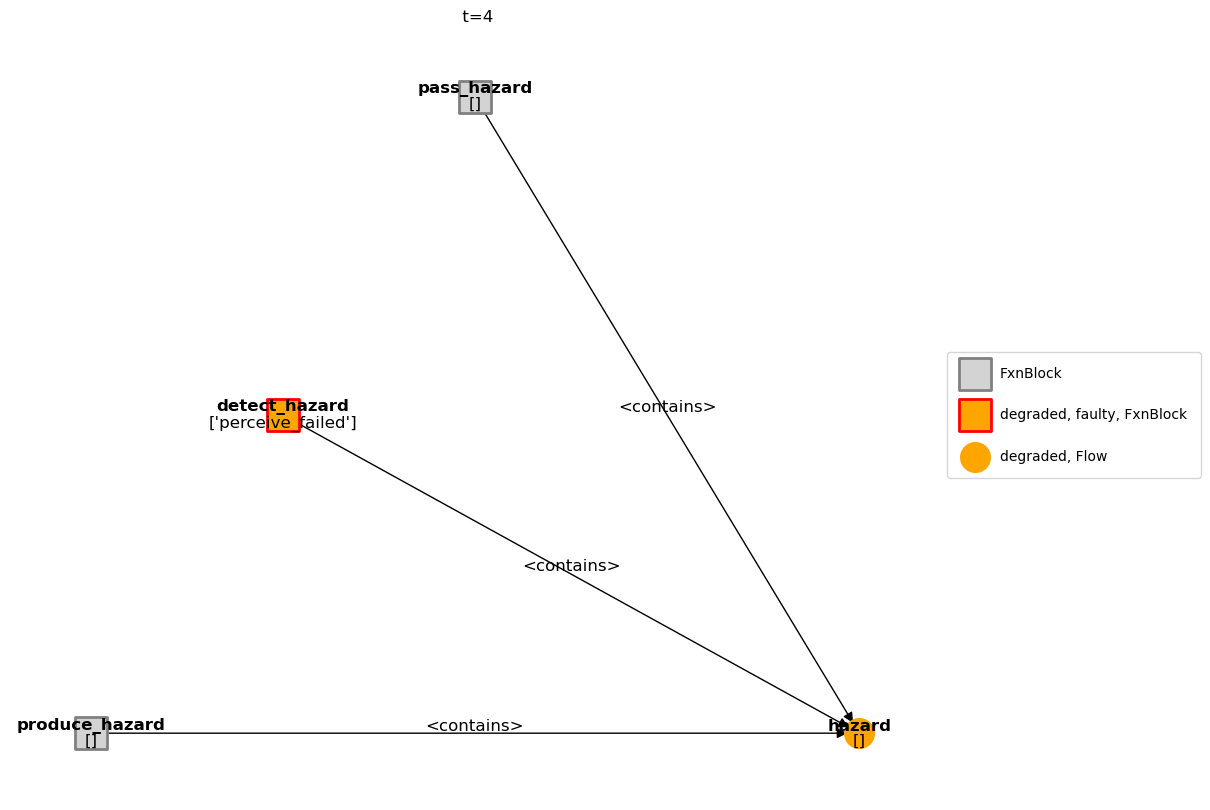 t=4
pass_hazard
[]
<contains>
FxnBlock
degraded, faulty, FxnBlock
degraded, Flow
detect_hazard
['perceive_failed']
<contains>
produce_hazard
[]
<contains>
hazard
[]